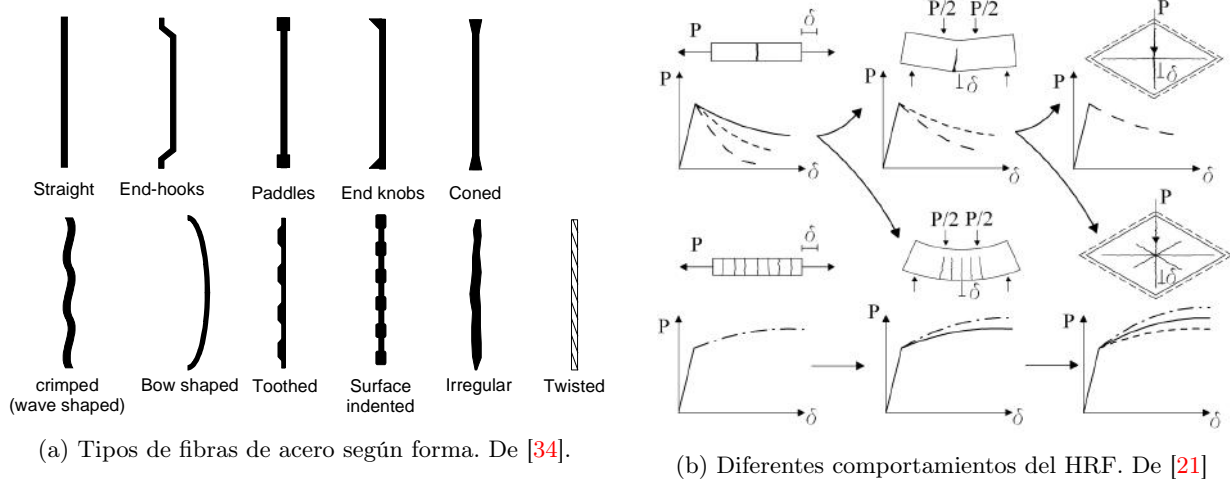 Straight End-hooks Paddles End knobs Coned
crimped
(wave shaped)
Bow shaped
Toothed
Surface
indented
Irregular
Twisted
(a) Tipos de fibras de acero según forma. De [34].
P δ
P/2 P/2
δ
P
δ
P δ
P δ
P δ
P δ
P/2 P/2
δ
P
δ
P δ
P δ
P δ
(b) Diferentes comportamientos del HRF. De [21]